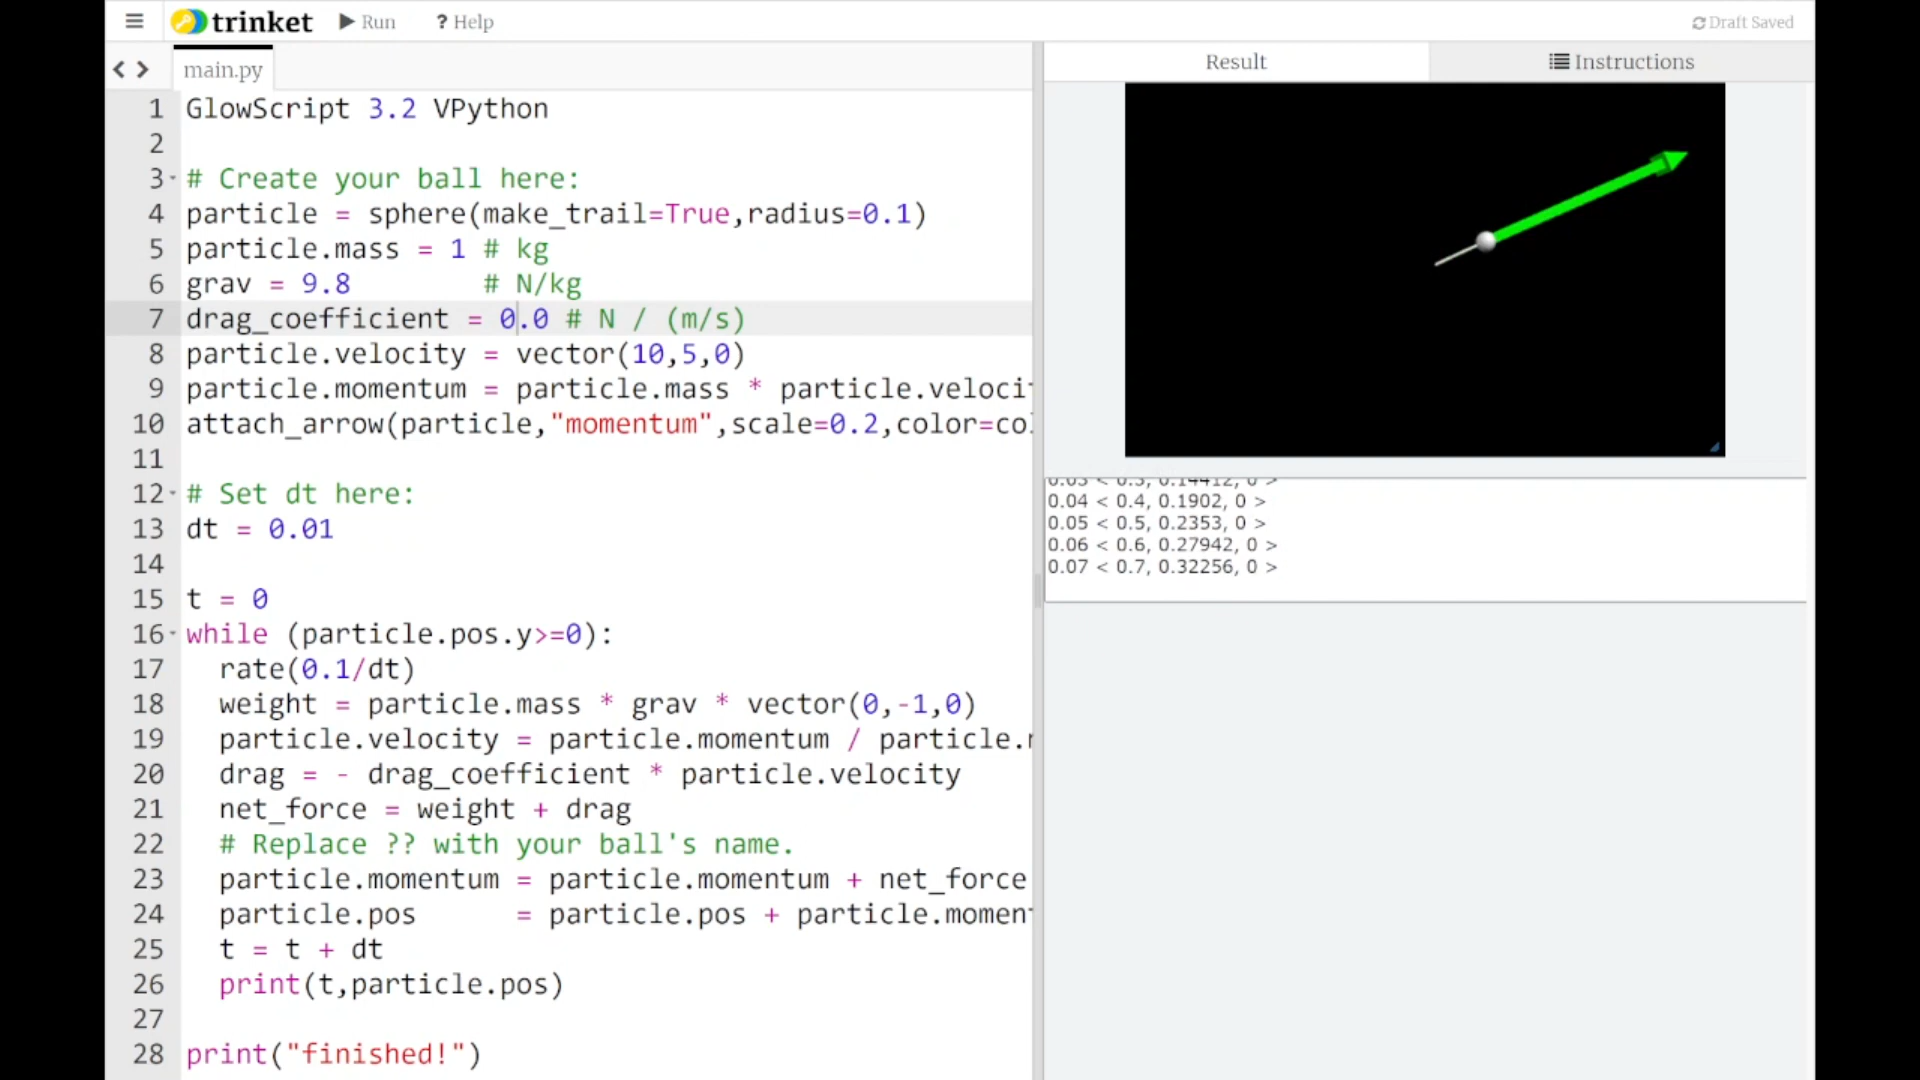 trinket
Run
? Help
Draft Saved
main.py
Result
Instructions
1 GlowScript 3.2 VPython
2
3 # Create your ball here:
4 particle = sphere(make_trail=True,radius=0.1)
5 particle.mass = 1 # kg
6 grav = 9.8 # N/kg
7 drag_coefficient = 0.0 # N / (m/s)
8 particle.velocity = vector(10,5,0)
9 particle.momentum = particle.mass * particle.veloci
10 attach_arrow(particle,"momentum",scale=0.2,color=co
11
12 # Set dt here:
13 dt = 0.01
14
15 t = 0
16 while (particle.pos.y>=0):
17 rate(0.1/dt)
18 weight = particle.mass * grav * vector(0,-1,0)
19 particle.velocity = particle.momentum / particle.
20 drag = - drag_coefficient * particle.velocity
21 net_force = weight + drag
22 # Replace ?? with your ball's name.
23 particle.momentum = particle.momentum + net_force
24 particle.pos = particle.pos + particle.momen
25 t = t + dt
26 print(t,particle.pos)
27
28 print("finished!")
0.03 < 0.3, 0.14412, 0 >
0.04 < 0.4, 0.1902, 0 >
0.05 < 0.5, 0.2353, 0 >
0.06 < 0.6, 0.27942, 0 >
0.07 < 0.7, 0.32256, 0 >